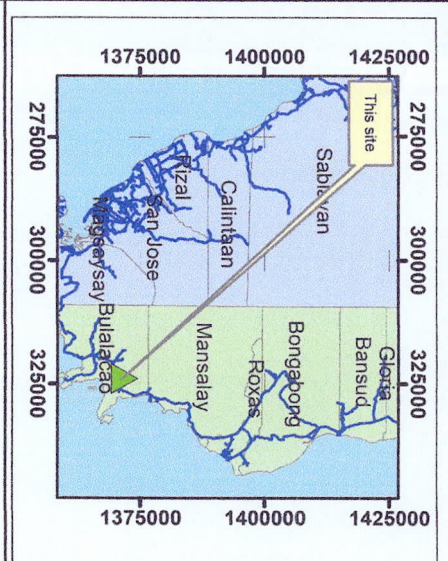 1375000
1400000
1425000
275000
300000
325000
This site
Sablayan
Rizal
Calintaan
San Jose
Magsaysay
Bulalacao
Mansalay
Roxas
Bongabong
Bansud
Gloria
275000
300000
325000
1375000
1400000
1425000